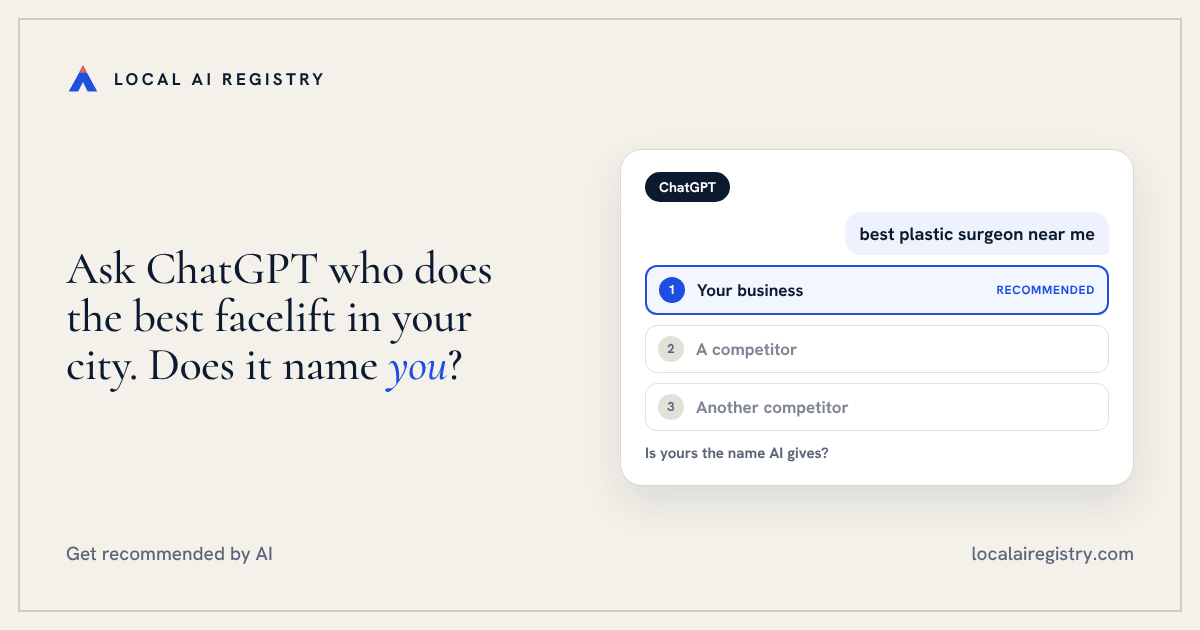 LOCAL AI REGISTRY
Ask ChatGPT who does
the best facelift in your
city. Does it name you?
ChatGPT
best plastic surgeon near me
1 Your business RECOMMENDED
2 A competitor
3 Another competitor
Is yours the name AI gives?
Get recommended by AI
localairegistry.com